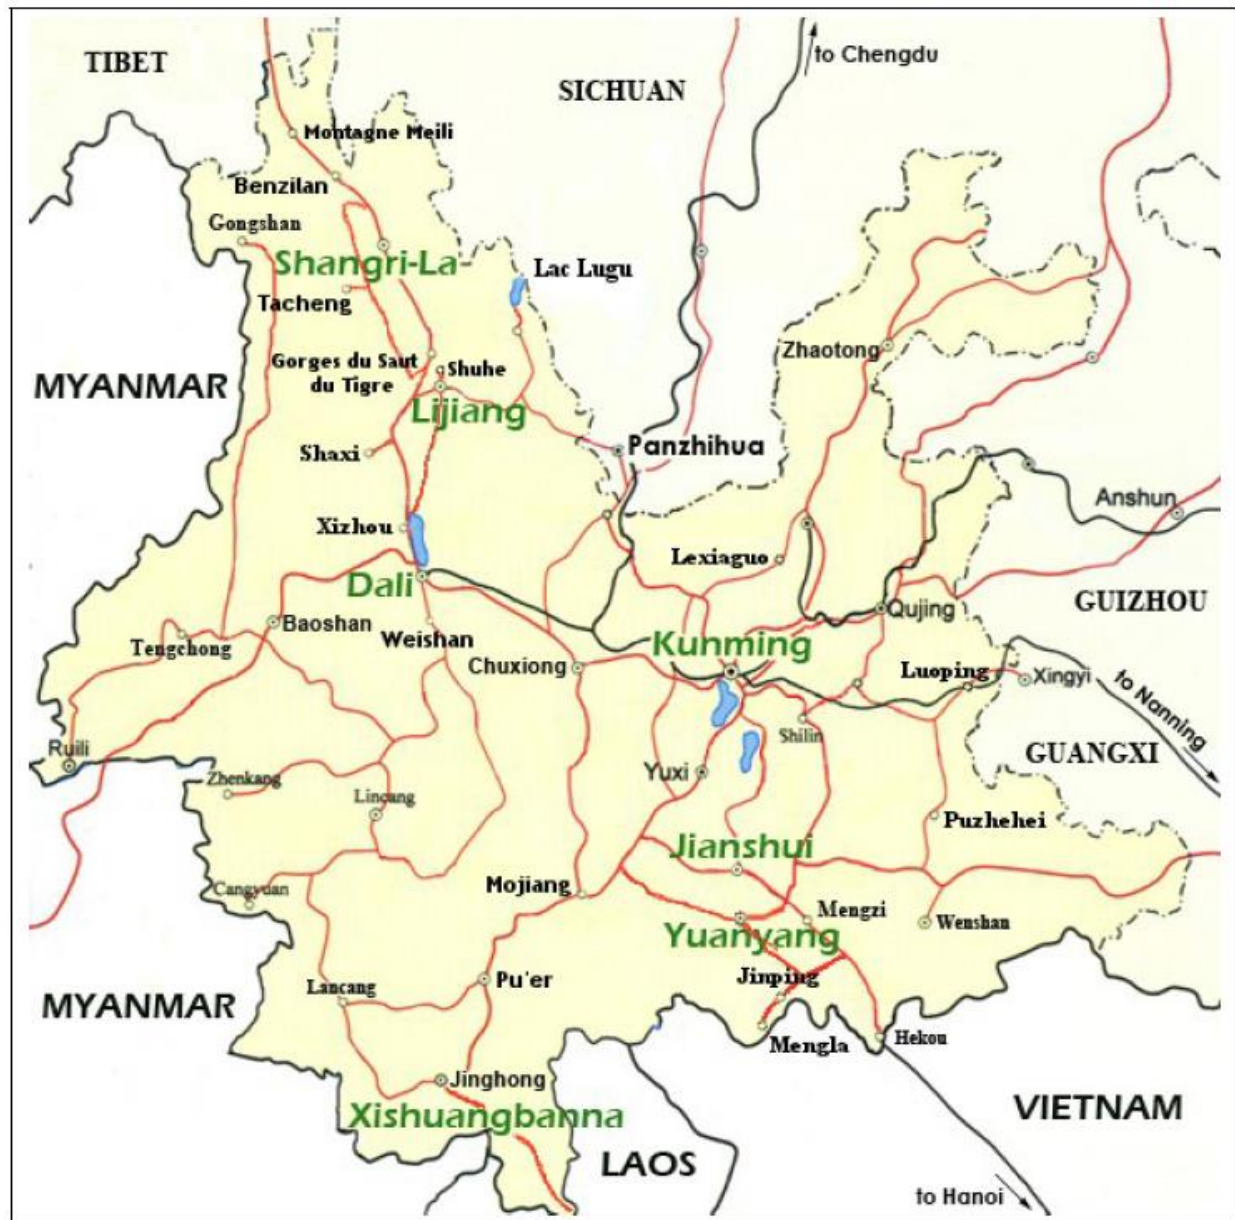 TIBET
SICHUAN
to Chengdu
Montagne Meili
Benzilan
Gongshan
Shangri-La
Lac Lugu
Tacheng
Zhaotong
Gorges du Saut
du Tigre
Shuhe
MYANMAR
Lijiang
Panzhihua
Shaxi
Anshun
Xizhou
Lexiaguo
Dali
GUIZHOU
Qujing
Baoshan
Weishan
Tengchong
Kunming
Chuxiong
Luoping
Xingyi
to Nanning
Shilin
Ruili
GUANGXI
Zhenkang
Yuxi
Lincang
Puzhehei
Jianshui
Cangyuan
Mojiang
Mengzi
Wenshan
Yuanyang
Pu'er
Jinping
Lancang
MYANMAR
Mengla
Hekou
Jinghong
Xishuangbanna
VIETNAM
LAOS
to Hanoi